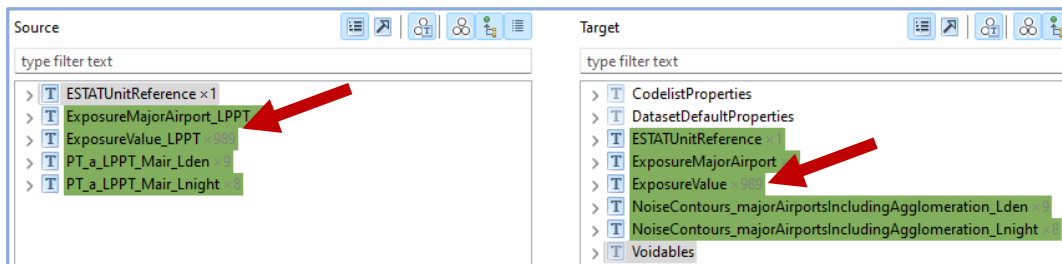 Source
type filter text
ESTATUnitReference ×1
ExposureMajorAirport_LPPT
ExposureValue_LPPT ×989
PT_a_LPPT_Mair_Lden ×9
PT_a_LPPT_Mair_Lnight ×8
Target
type filter text
CodelistProperties
DatasetDefaultProperties
ESTATUnitReference ×1
ExposureMajorAirport
ExposureValue ×989
NoiseContours_majorAirportsIncludingAgglomeration_Lden ×9
NoiseContours_majorAirportsIncludingAgglomeration_Lnight ×8
Voidables